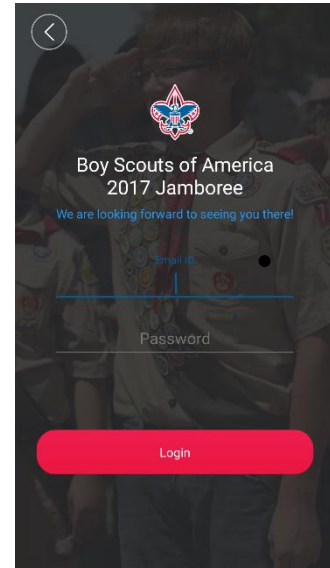 Boy Scouts of America
2017 Jamboree
We are looking forward to seeing you there!
Email ID
Password
Login